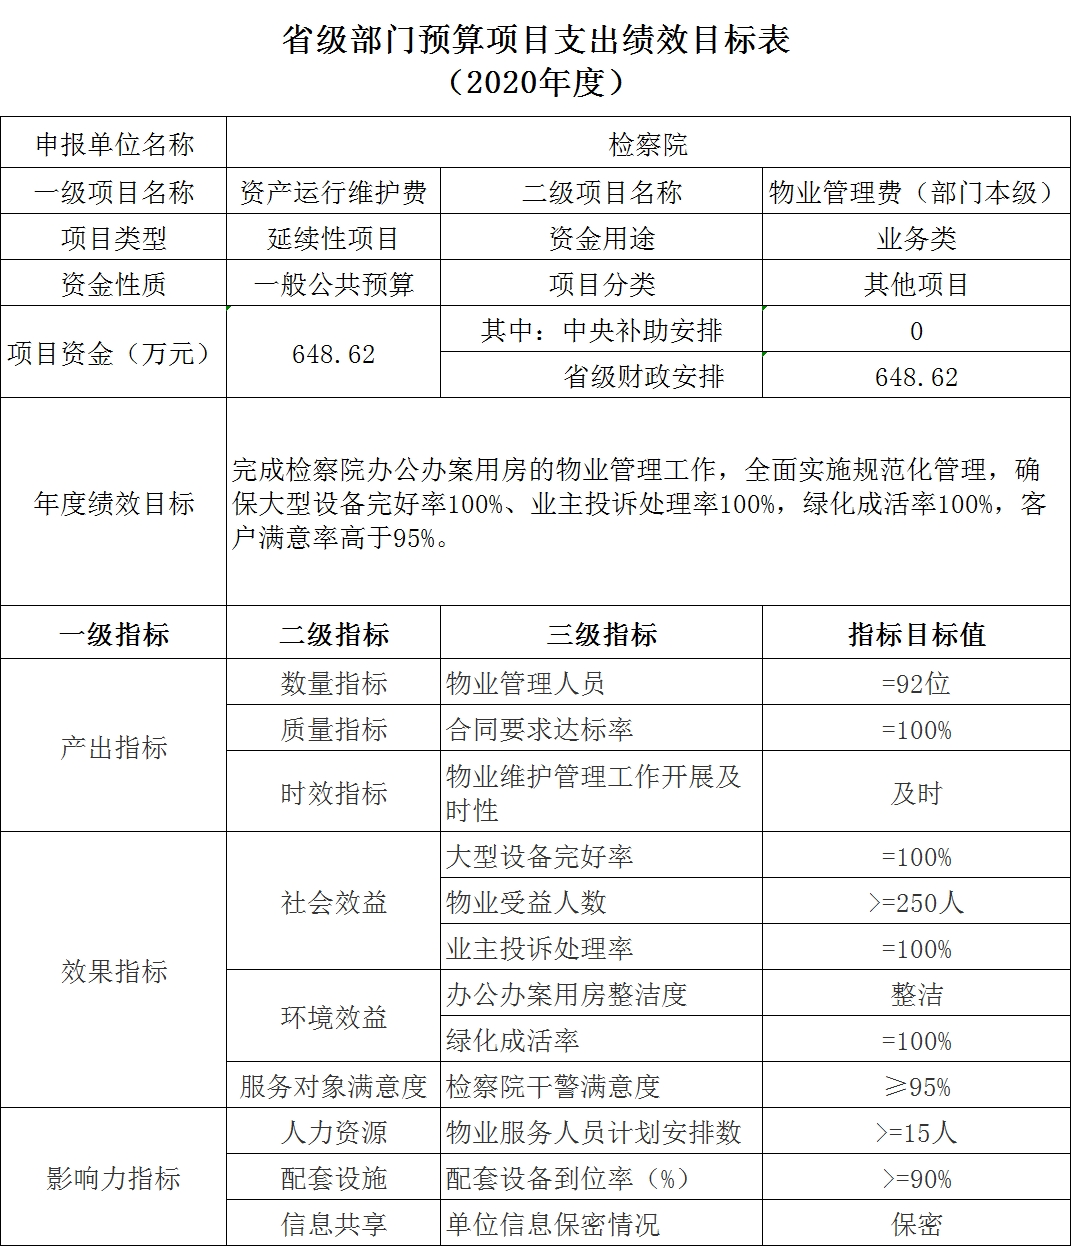 省级部门预算项目支出绩效目标表
（2020年度）
申报单位名称 检察院
一级项目名称 资产运行维护费 二级项目名称 物业管理费（部门本级）
项目类型 延续性项目 资金用途 业务类
资金性质 一般公共预算 项目分类 其他项目
项目资金（万元） 648.62 其中：中央补助安排 0
省级财政安排 648.62
年度绩效目标
完成检察院办公办案用房的物业管理工作，全面实施规范化管理，确
保大型设备完好率100%、业主投诉处理率100%，绿化成活率100%，客
户满意率高于95%。
一级指标 二级指标 三级指标 指标目标值
产出指标
数量指标 物业管理人员 =92位
质量指标 合同要求达标率 =100%
时效指标 物业维护管理工作开展及
时性 及时
效果指标
社会效益
大型设备完好率 =100%
物业受益人数 >=250人
业主投诉处理率 =100%
环境效益
办公办案用房整洁度 整洁
绿化成活率 =100%
服务对象满意度 检察院干警满意度 ≥95%
影响力指标
人力资源 物业服务人员计划安排数 >=15人
配套设施 配套设备到位率（%） >=90%
信息共享 单位信息保密情况 保密